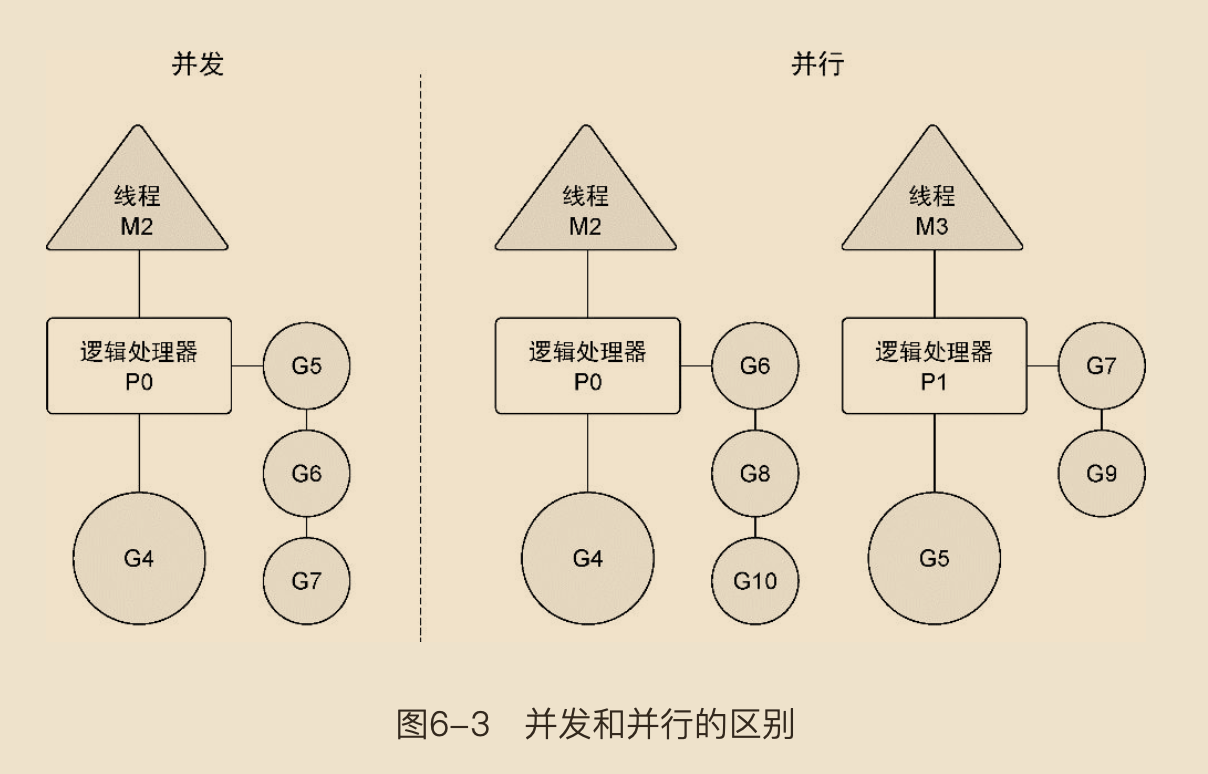 并发
并行
线程
M2
逻辑处理器
P0
G5
G6
G7
G4
线程
M2
逻辑处理器
P0
G6
G8
G10
G4
线程
M3
逻辑处理器
P1
G7
G9
G5
图6–3 并发和并行的区别